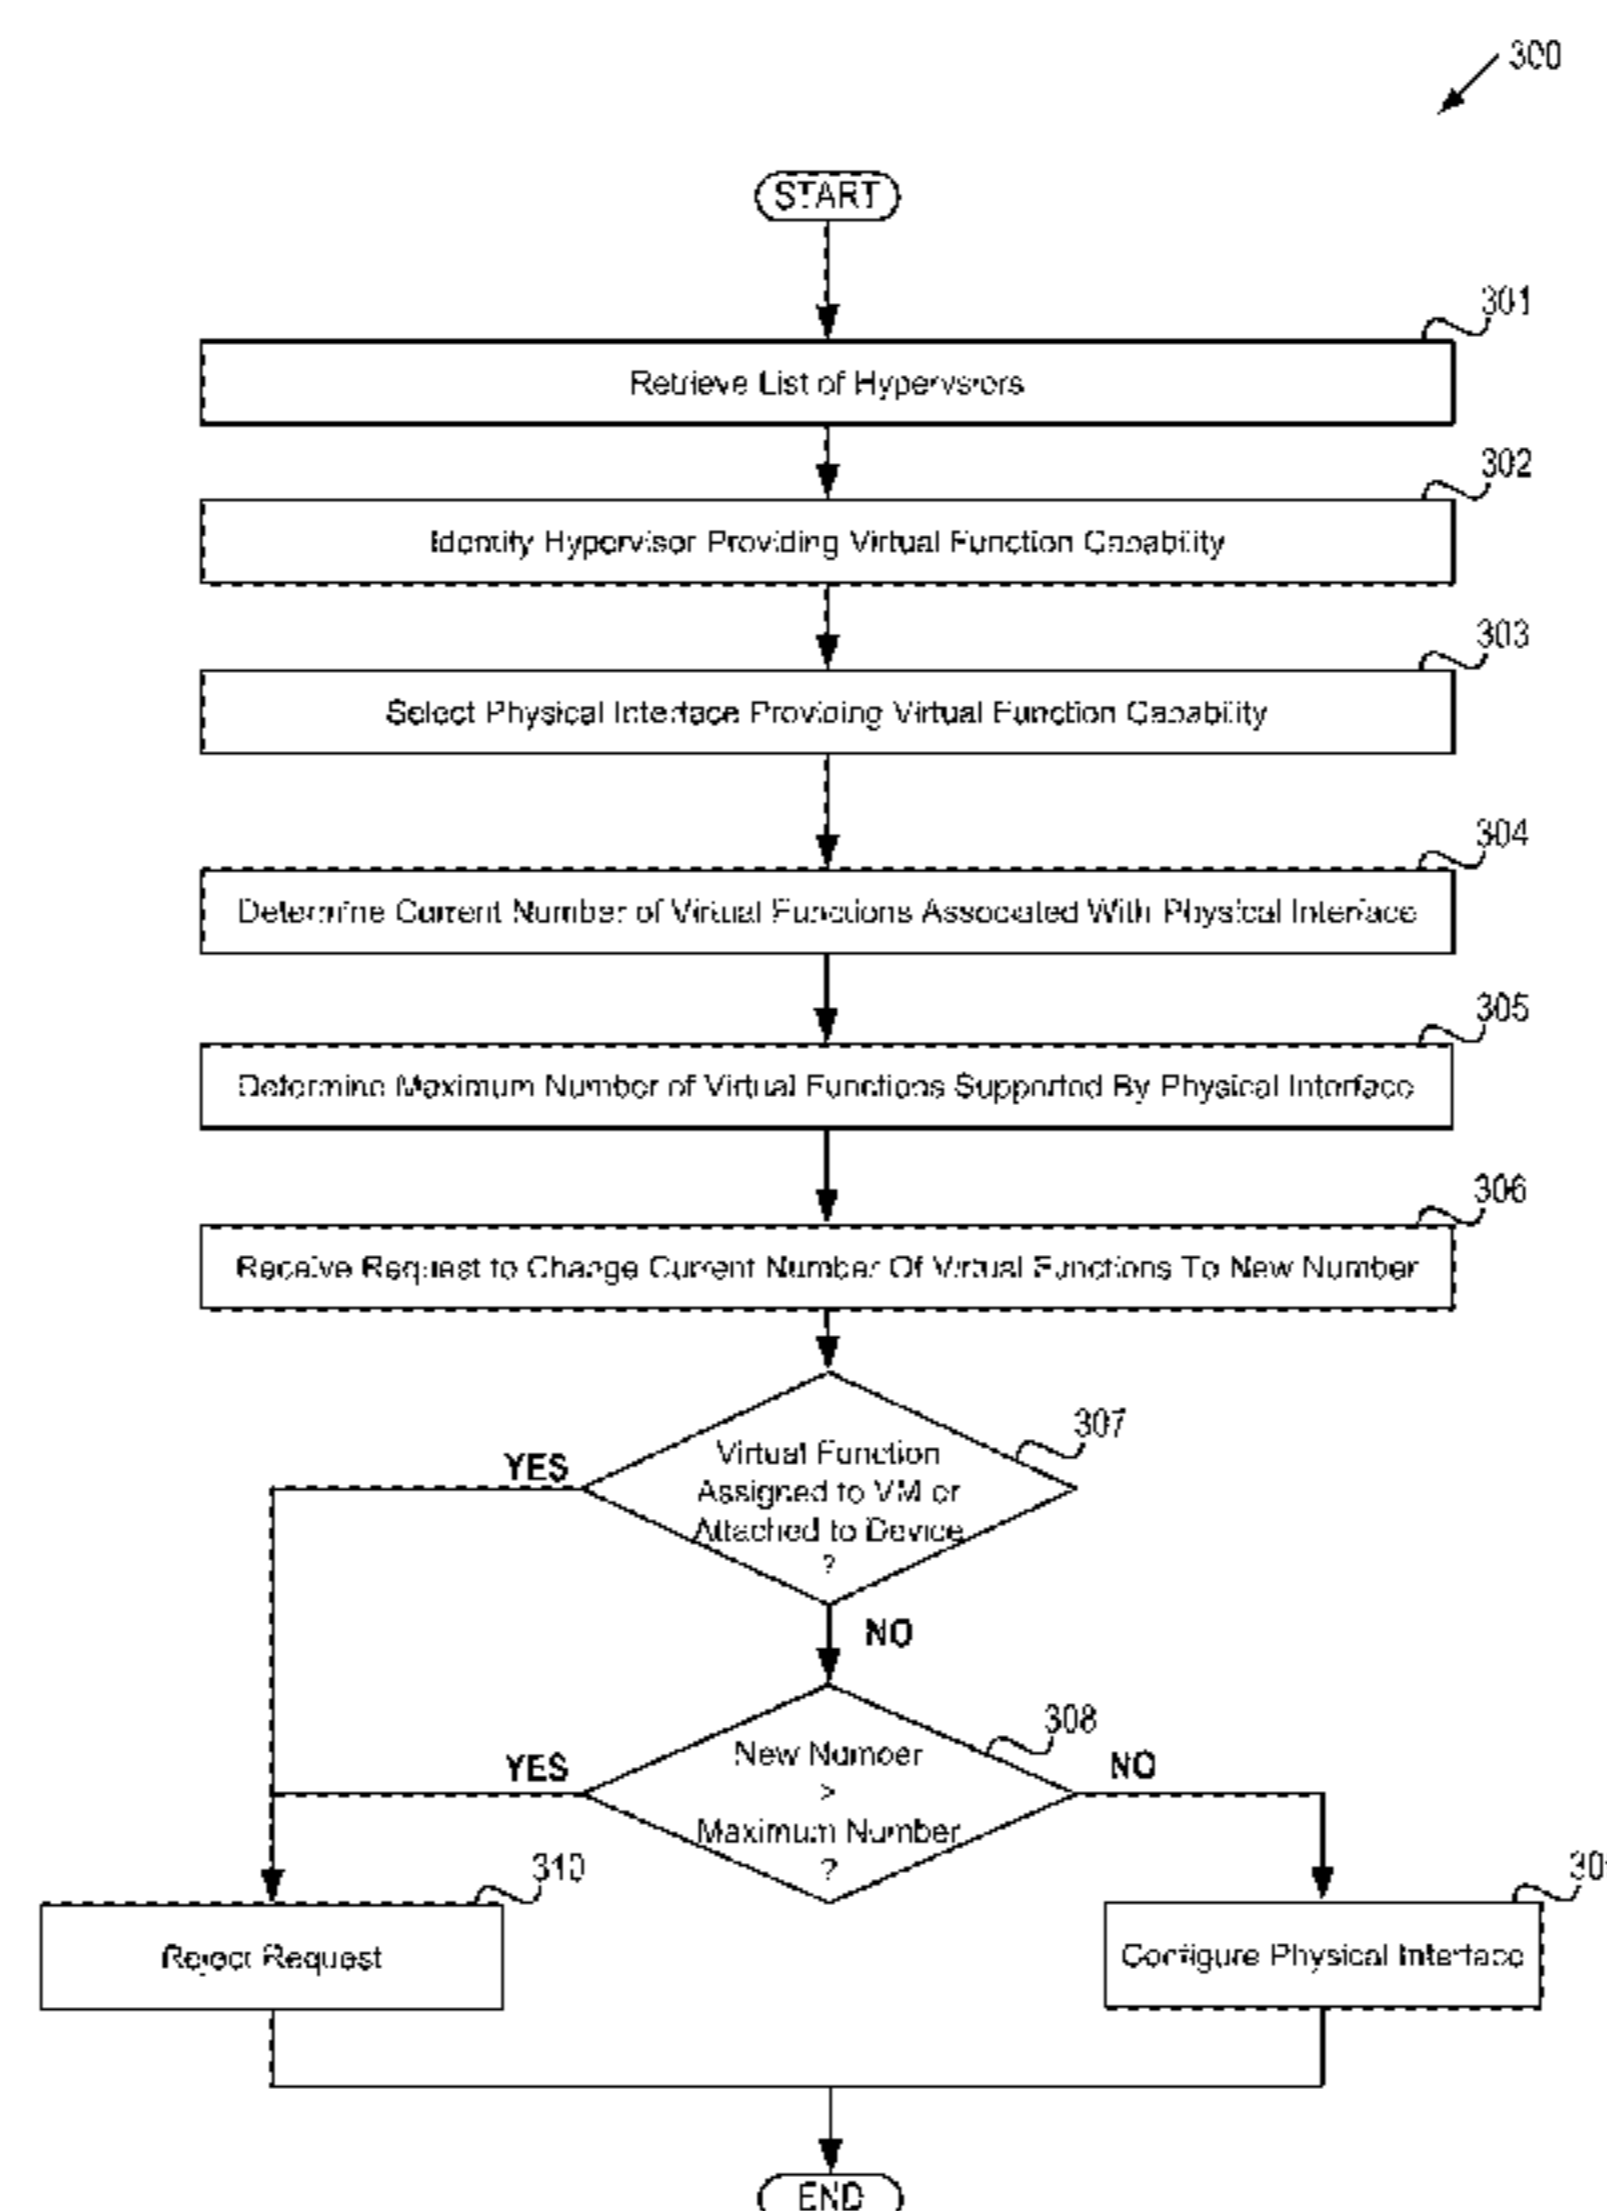 300
START
301
Retrieve List of Hypervisors
302
Identify Hypervisor Providing Virtual Function Capability
303
Select Physical Interface Providing Virtual Function Capability
304
Determine Current Number of Virtual Functions Associated With Physical Interface
305
Determine Maximum Number of Virtual Functions Supported By Physical Interface
306
Receive Request to Change Current Number Of Virtual Functions To New Number
307
Virtual Function
Assigned to VM or
Attached to Device
?
YES
NO
308
New Number
>
Maximum Number
?
YES
NO
310
Reject Request
Configure Physical Interface
END